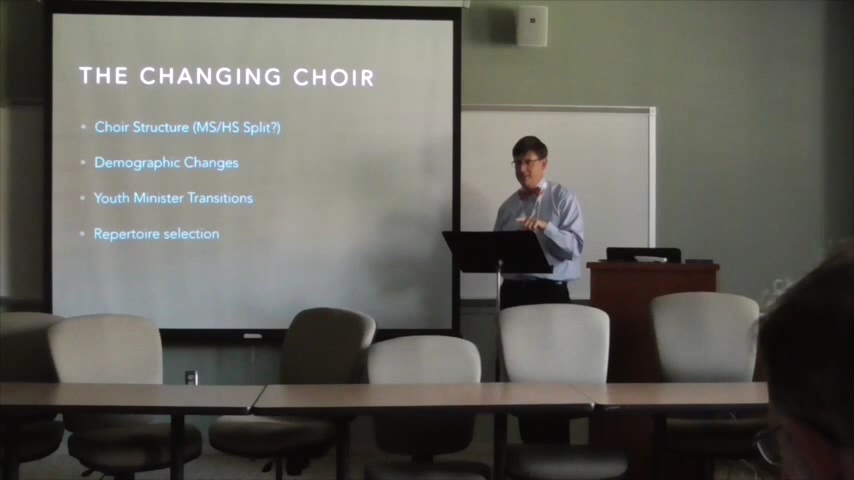 THE CHANGING CHOIR
Choir Structure (MS/HS Split?)
Demographic Changes
Youth Minister Transitions
Repertoire selection